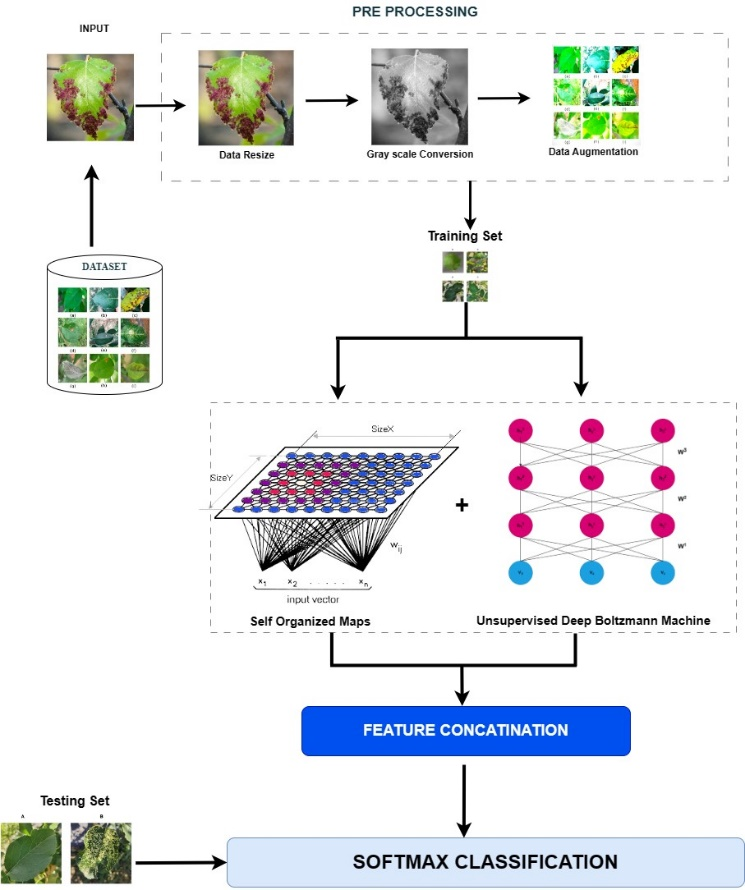 PRE PROCESSING
INPUT
Data Resize
Gray scale Conversion
Data Augmentation
Training Set
DATASET
(a) (b) (c)
(d) (e) (f)
(g) (h) (i)
SizeX
SizeY
wij
x1 x2 . . . . . xn
input vector
+
W3
W2
W1
Self Organized Maps
Unsupervised Deep Boltzmann Machine
FEATURE CONCATINATION
Testing Set
A B
SOFTMAX CLASSIFICATION